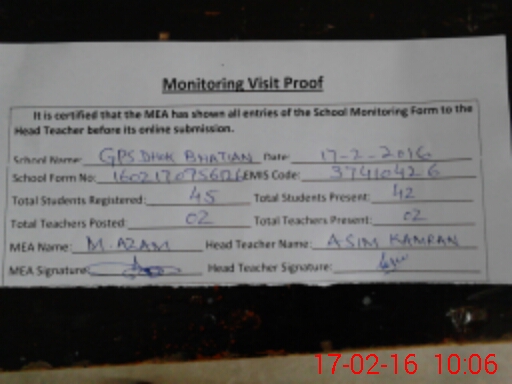 Monitoring Visit Proof
It is certified that the MEA has shown all entries of the School Monitoring Form to the
Head Teacher before its online submission.
School Name: GPS DHOK BHATIAN Date: 17-2-2016
School Form No: EMIS Code: 37410426
Total Students Registered: 45 Total Students Present: 42
Total Teachers Posted: 02 Total Teachers Present: 02
MEA Name: M. AZAM Head Teacher Name: ASIM KAMRAN
MEA Signature: Head Teacher Signature:
17-02-16 10:06